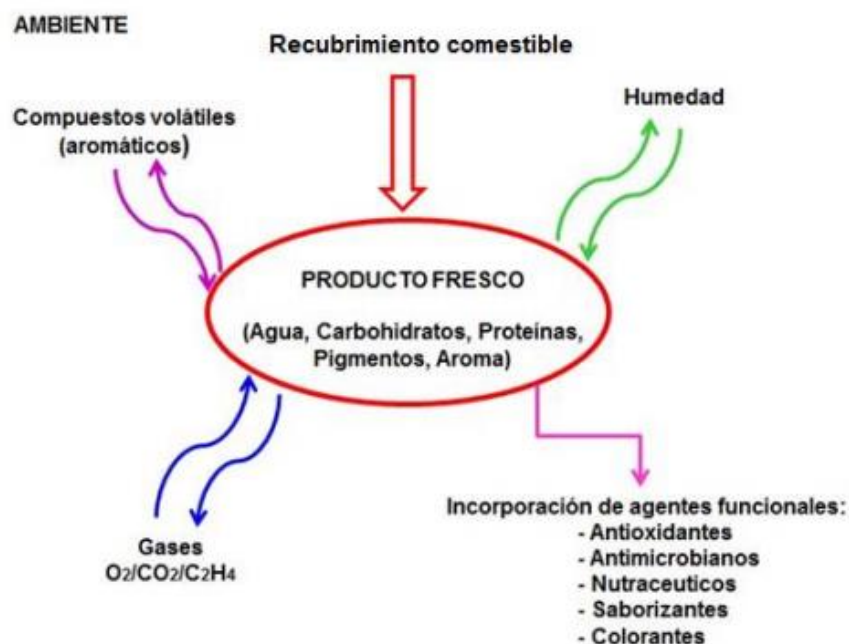 AMBIENTE
Recubrimiento comestible
Humedad
Compuestos volátiles
(aromáticos)
PRODUCTO FRESCO
(Agua, Carbohidratos, Proteínas,
Pigmentos, Aroma)
Gases
O2/CO2/C2H4
Incorporación de agentes funcionales:
- Antioxidantes
- Antimicrobianos
- Nutraceuticos
- Saborizantes
- Colorantes